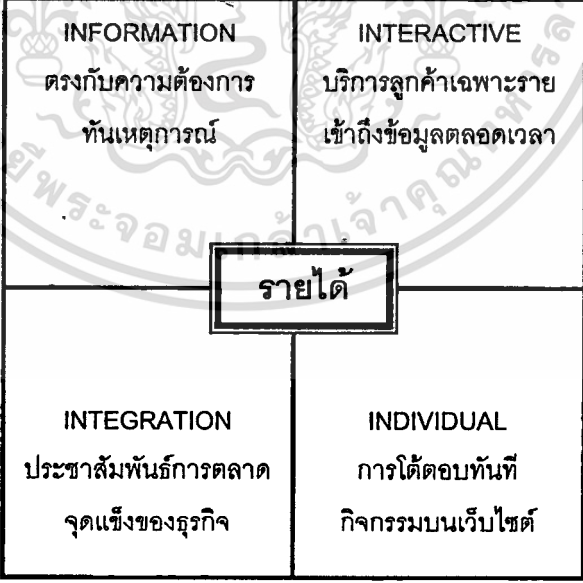 INFORMATION
ตรงกับความต้องการ
ทันเหตุการณ์
INTERACTIVE
บริการลูกค้าเฉพาะราย
เข้าถึงข้อมูลตลอดเวลา
รายได้
INTEGRATION
ประชาสัมพันธ์การตลาด
จุดแข็งของธุรกิจ
INDIVIDUAL
การโต้ตอบทันที
กิจกรรมบนเว็บไซต์